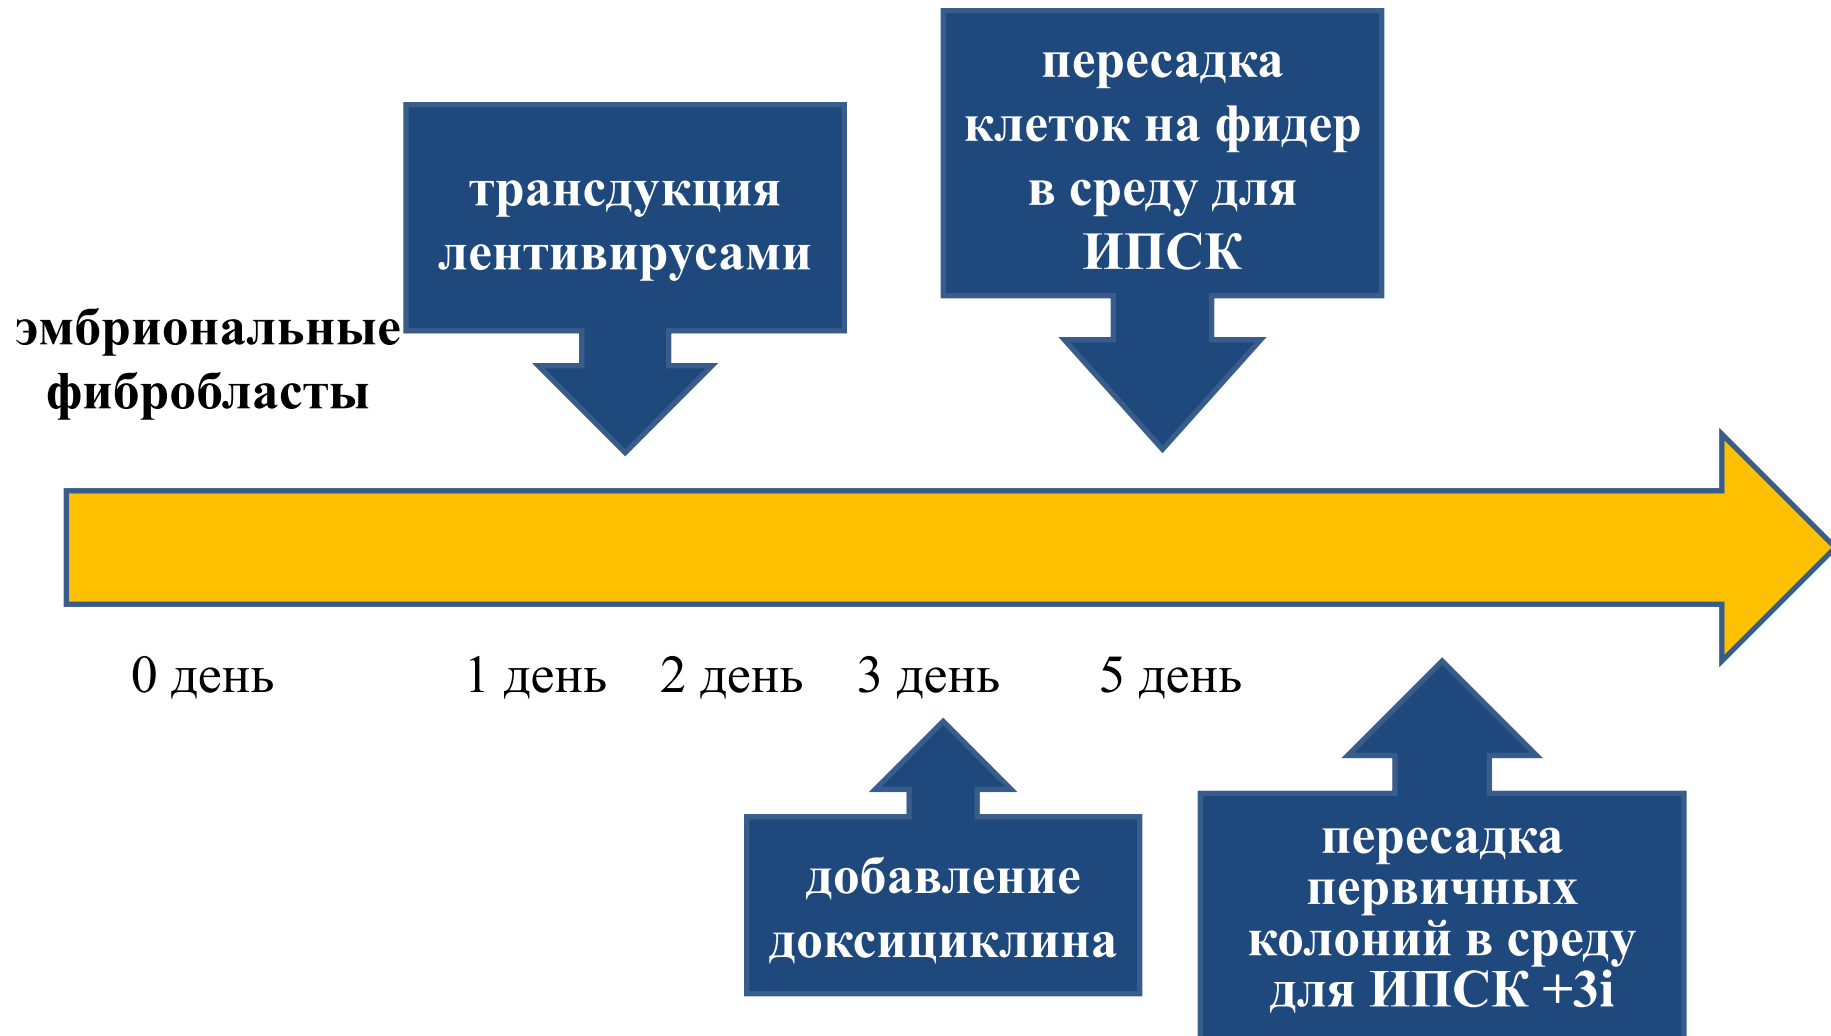 эмбриональные
фибробласты
трансдукция
лентивирусами
пересадка
клеток на фидер
в среду для
ИПСК
0 день
1 день
2 день
3 день
5 день
добавление
доксициклина
пересадка
первичных
колоний в среду
для ИПСК +3i